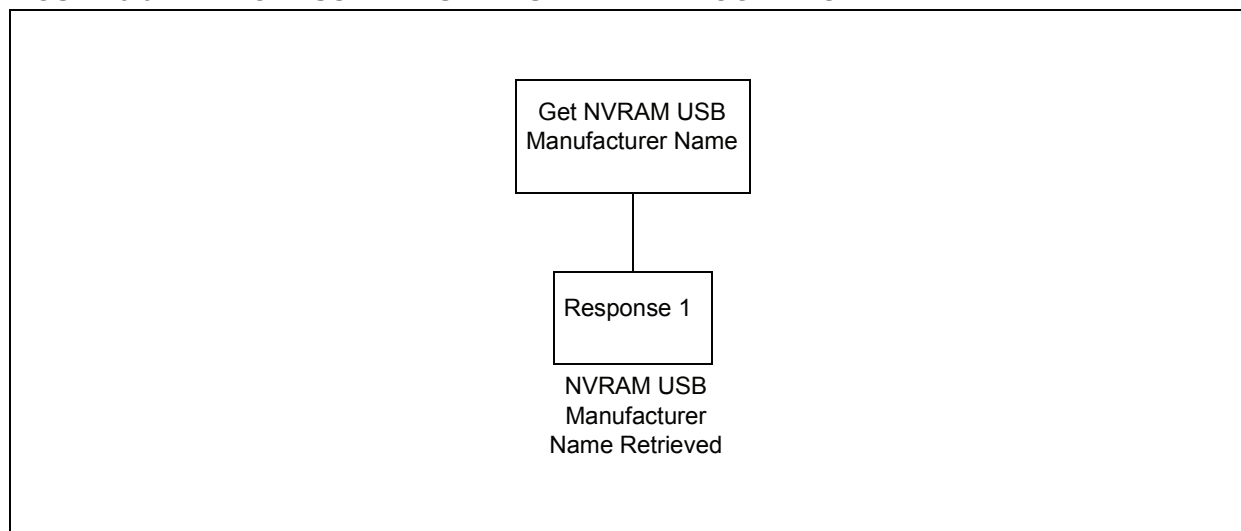 Get NVRAM USB
Manufacturer Name
Response 1
NVRAM USB
Manufacturer
Name Retrieved